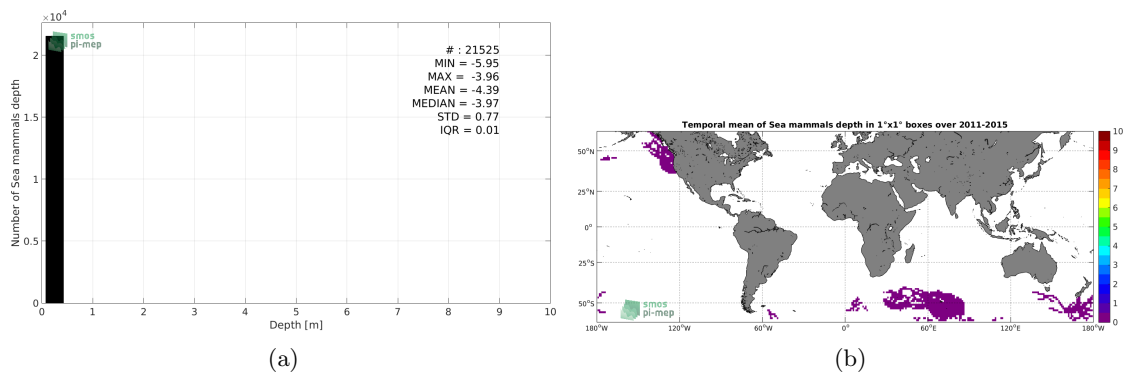 ×10⁴
smos
pi-mep
# : 21525
MIN = -5.95
MAX = -3.96
MEAN = -4.39
MEDIAN = -3.97
STD = 0.77
IQR = 0.01
2
1.5
1
0.5
0
Number of Sea mammals depth
0 1 2 3 4 5 6 7 8 9 10
Depth [m]
(a)
Temporal mean of Sea mammals depth in 1°x1° boxes over 2011-2015
50°N
25°N
0°
25°S
50°S
180°W 120°W 60°W 0° 60°E 120°E 180°W
smos
pi-mep
10
9
8
7
6
5
4
3
2
1
0
(b)